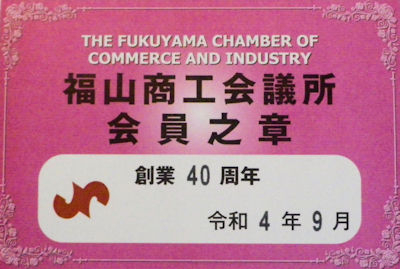 THE FUKUYAMA CHAMBER OF
COMMERCE AND INDUSTRY
福山商工会議所
会員之章
創業 40 周年
令和 4 年 9 月